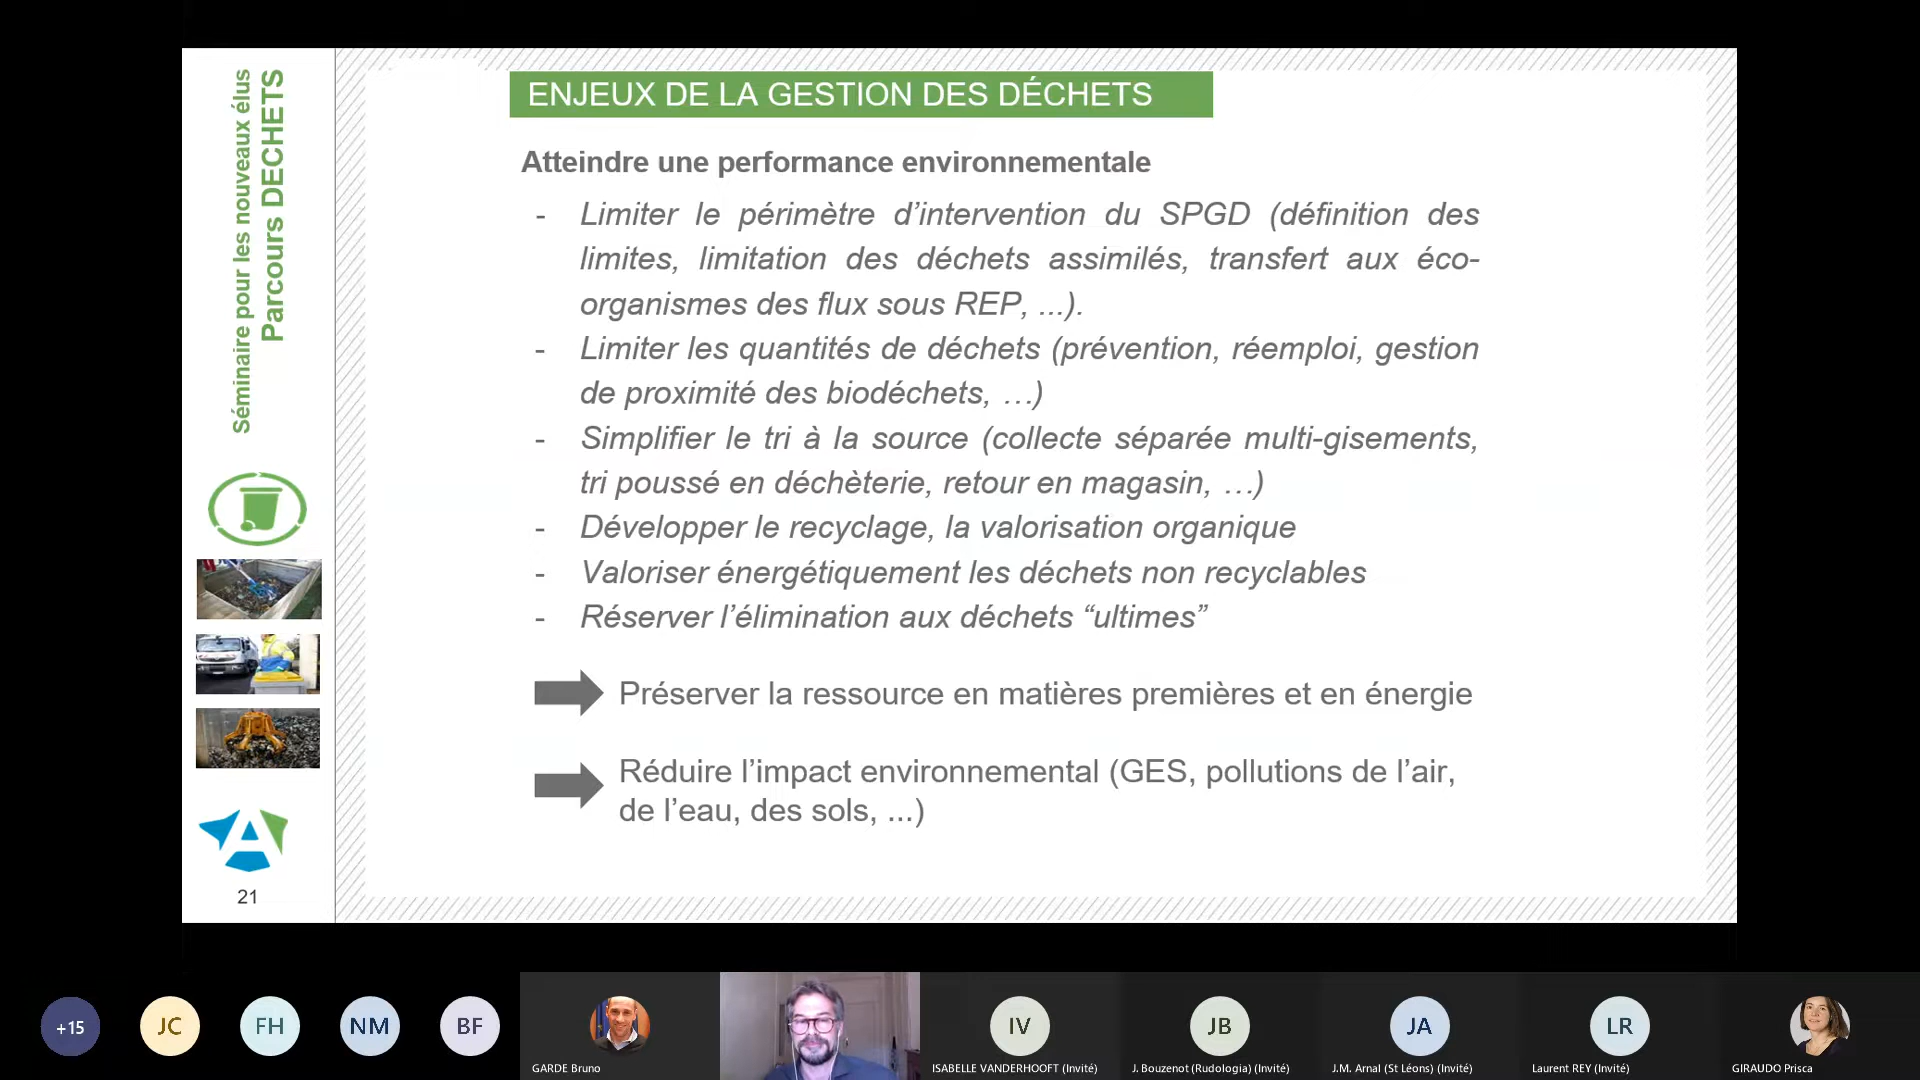 Séminaire pour les nouveaux élus
Parcours DECHETS
21
ENJEUX DE LA GESTION DES DÉCHETS
Atteindre une performance environnementale
- Limiter le périmètre d’intervention du SPGD (définition des
limites, limitation des déchets assimilés, transfert aux éco-
organismes des flux sous REP, ...).
- Limiter les quantités de déchets (prévention, réemploi, gestion
de proximité des biodéchets, …)
- Simplifier le tri à la source (collecte séparée multi-gisements,
tri poussé en déchèterie, retour en magasin, …)
- Développer le recyclage, la valorisation organique
- Valoriser énergétiquement les déchets non recyclables
- Réserver l’élimination aux déchets “ultimes”
Préserver la ressource en matières premières et en énergie
Réduire l’impact environnemental (GES, pollutions de l’air,
de l’eau, des sols, ...)
+15
JC
FH
NM
BF
GARDE Bruno
IV
ISABELLE VANDERHOOFT (Invité)
JB
J. Bouzenot (Rudologia) (Invité)
JA
J.M. Arnal (St Léons) (Invité)
LR
Laurent REY (Invité)
GIRAUDO Prisca